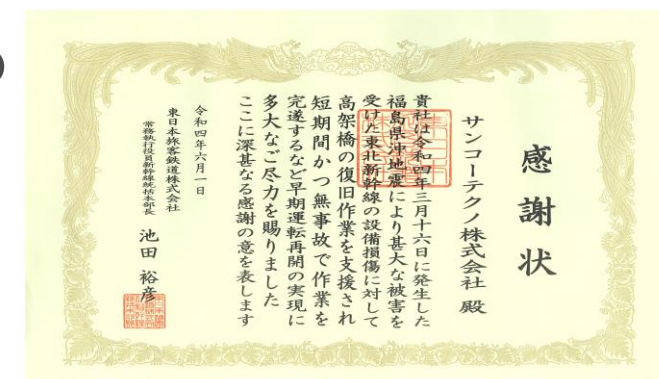 感謝状
サンコーテクノ株式会社 殿
貴社は令和四年三月十六日に発生した
福島県沖地震により甚大な被害を
受けた東北新幹線の設備損傷に対して
高架橋の復旧作業を支援され
短期間かつ無事故で作業を
完遂するなど早期運転再開の実現に
多大なご尽力を賜りました
ここに深甚なる感謝の意を表します
令和四年六月一日
東日本旅客鉄道株式会社
常務執行役員新幹線統括本部長
池田 裕彦